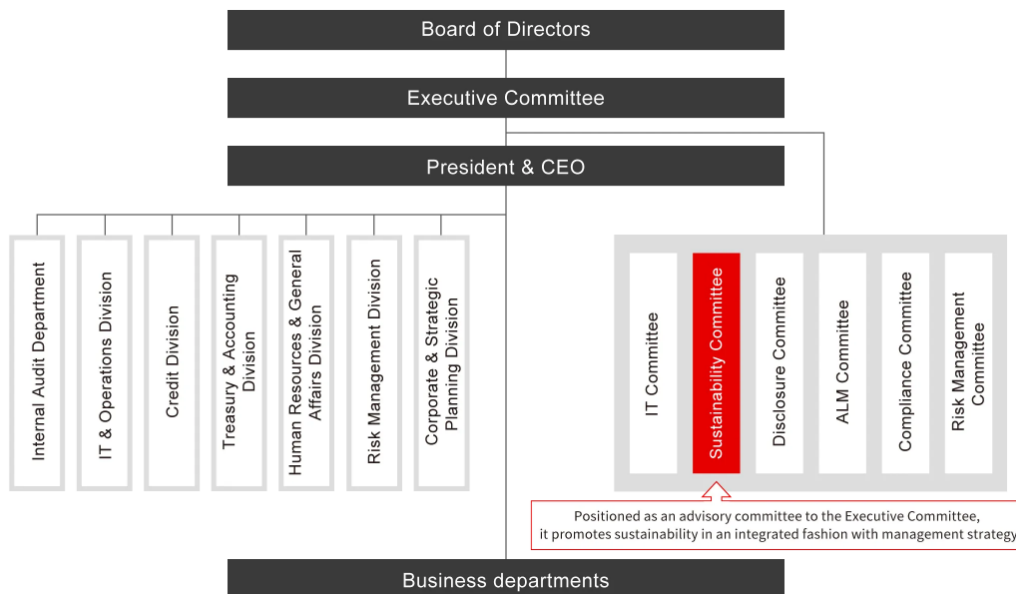 Board of Directors
Executive Committee
President & CEO
Internal Audit Department
IT & Operations Division
Credit Division
Treasury & Accounting
Division
Human Resources & General
Affairs Division
Risk Management Division
Corporate & Strategic
Planning Division
IT Committee
Sustainability Committee
Disclosure Committee
ALM Committee
Compliance Committee
Risk Management
Committee
Positioned as an advisory committee to the Executive Committee,
it promotes sustainability in an integrated fashion with management strategy
Business departments